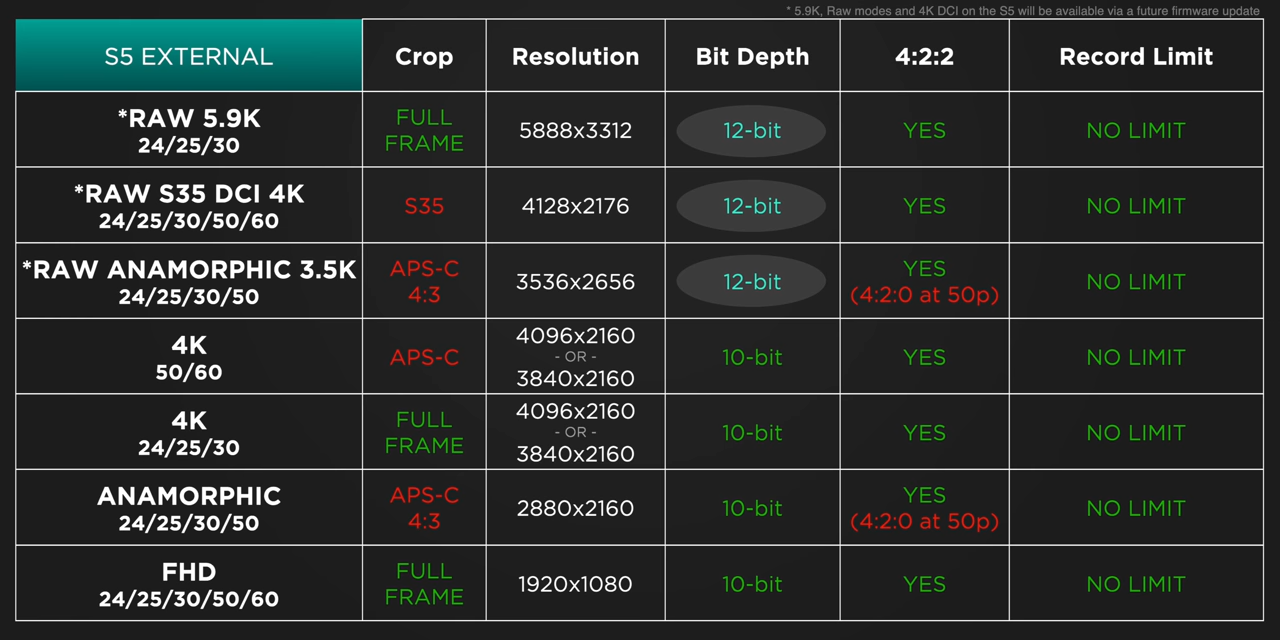 * 5.9K, Raw modes and 4K DCI on the S5 will be available via a future firmware update
S5 EXTERNAL Crop Resolution Bit Depth 4:2:2 Record Limit
*RAW 5.9K
24/25/30
FULL
FRAME
5888x3312
12-bit
YES
NO LIMIT
*RAW S35 DCI 4K
24/25/30/50/60
S35
4128x2176
12-bit
YES
NO LIMIT
*RAW ANAMORPHIC 3.5K
24/25/30/50
APS-C
4:3
3536x2656
12-bit
YES
(4:2:0 at 50p)
NO LIMIT
4K
50/60
APS-C
4096x2160
- OR -
3840x2160
10-bit
YES
NO LIMIT
4K
24/25/30
FULL
FRAME
4096x2160
- OR -
3840x2160
10-bit
YES
NO LIMIT
ANAMORPHIC
24/25/30/50
APS-C
4:3
2880x2160
10-bit
YES
(4:2:0 at 50p)
NO LIMIT
FHD
24/25/30/50/60
FULL
FRAME
1920x1080
10-bit
YES
NO LIMIT